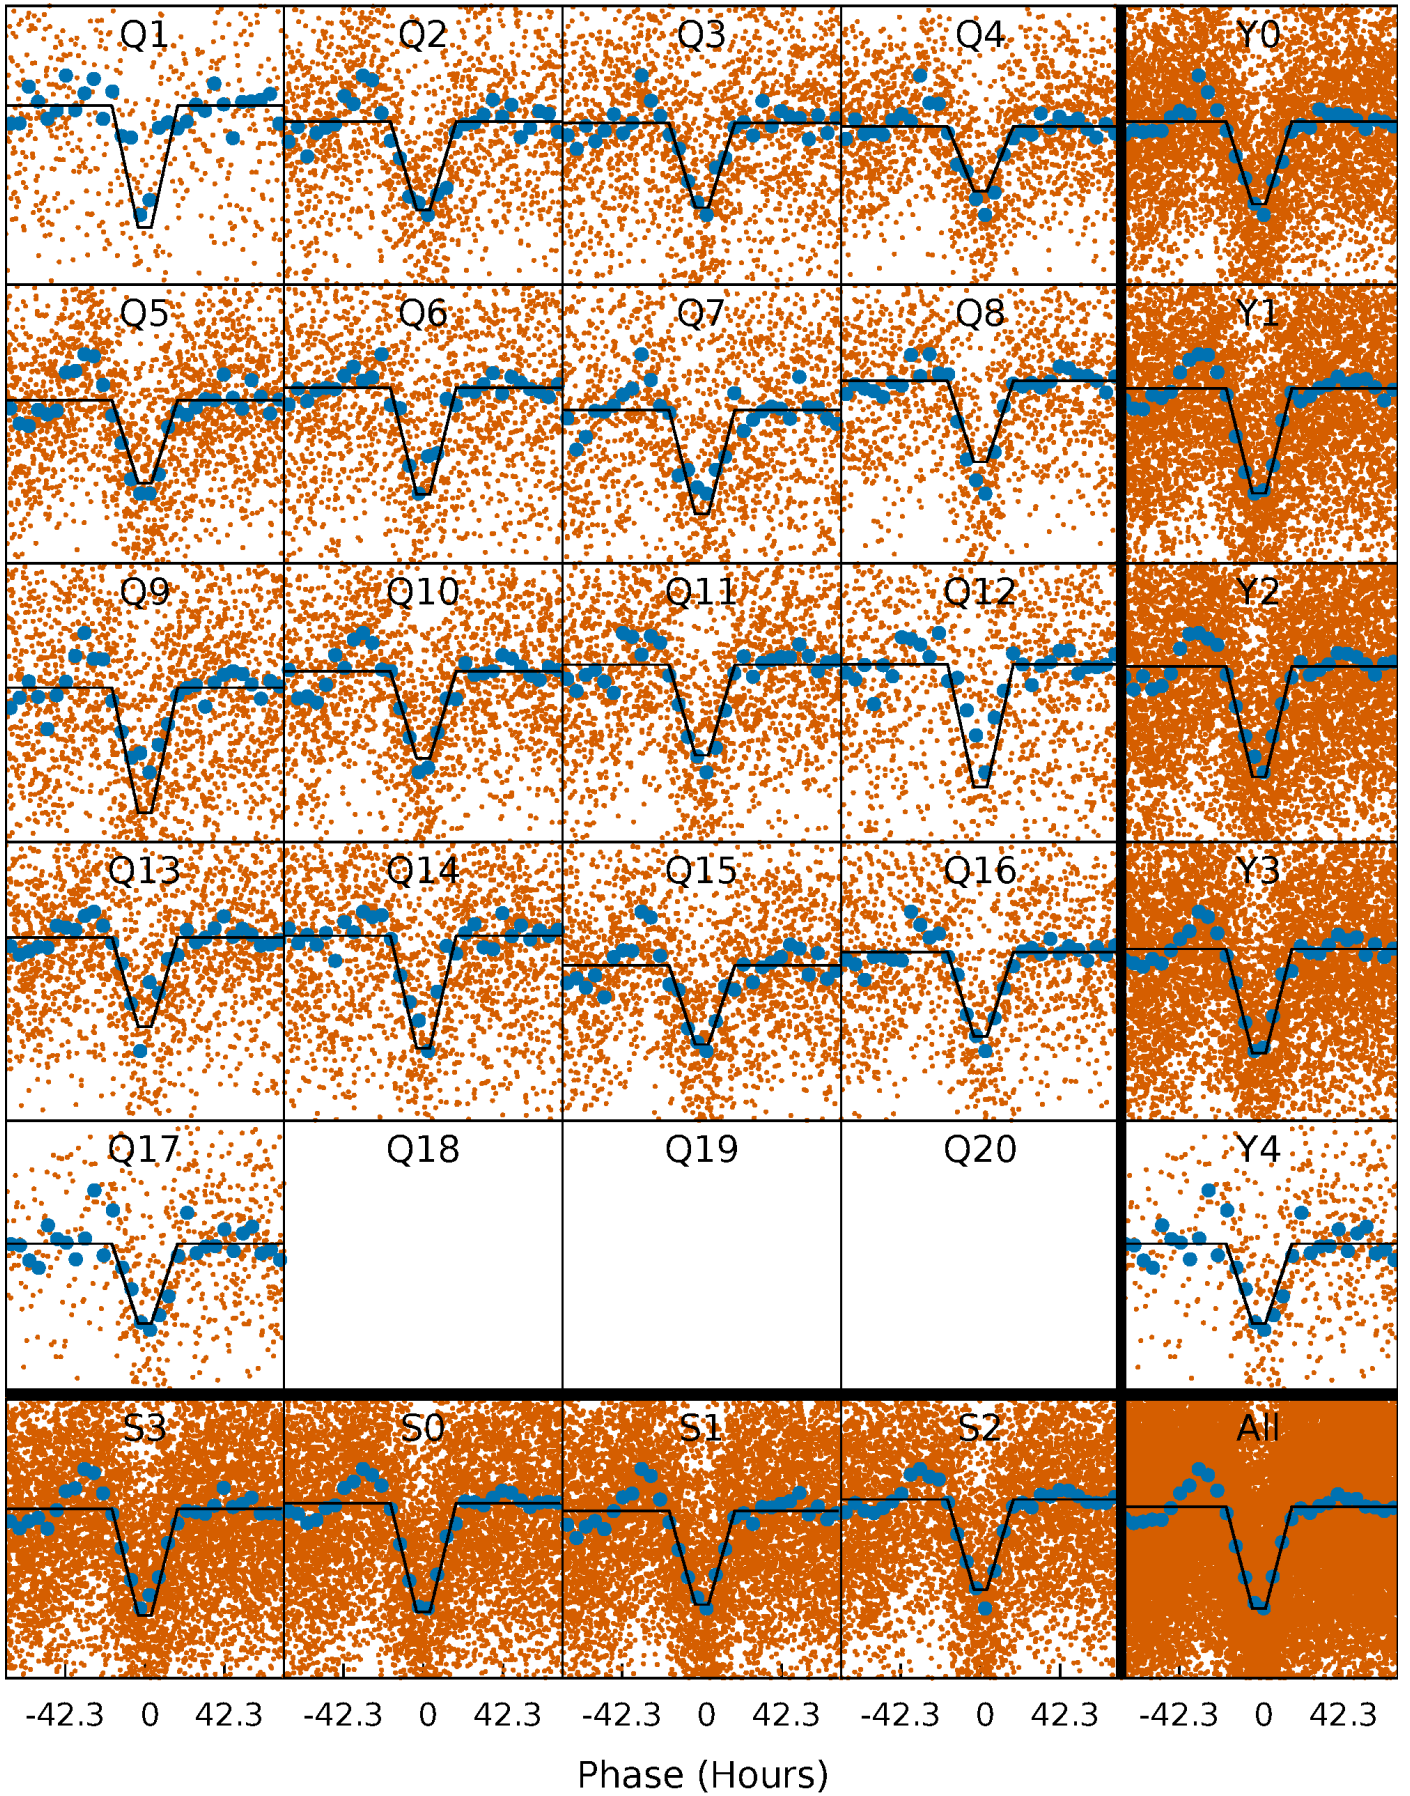 Q1 Q2 Q3 Q4 Y0
Q5 Q6 Q7 Q8 Y1
Q9 Q10 Q11 Q12 Y2
Q13 Q14 Q15 Q16 Y3
Q17 Q18 Q19 Q20 Y4
S3 S0 S1 S2 All
-42.3 0 42.3 -42.3 0 42.3 -42.3 0 42.3 -42.3 0 42.3 -42.3 0 42.3
Phase (Hours)